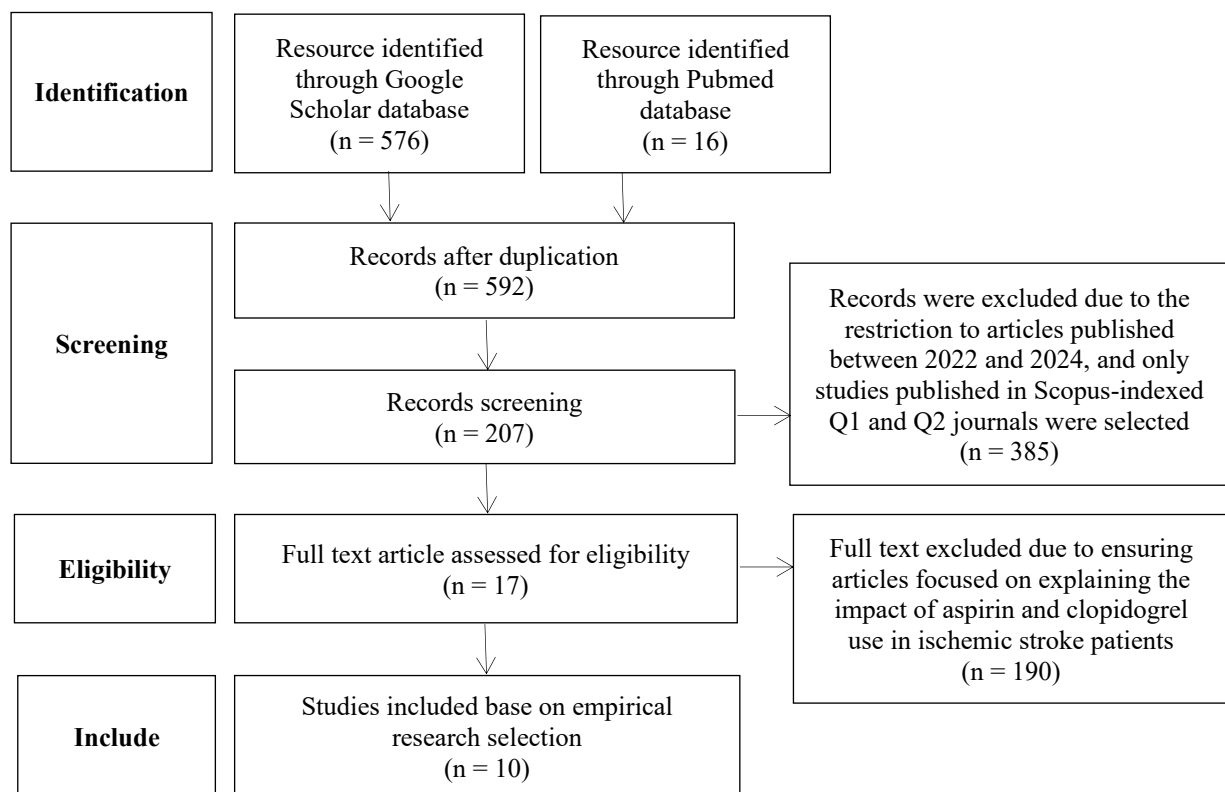 Identification
Resource identified
through Google
Scholar database
(n = 576)
Resource identified
through Pubmed
database
(n = 16)
Screening
Records after duplication
(n = 592)
Records screening
(n = 207)
Records were excluded due to the
restriction to articles published
between 2022 and 2024, and only
studies published in Scopus-indexed
Q1 and Q2 journals were selected
(n = 385)
Eligibility
Full text article assessed for eligibility
(n = 17)
Full text excluded due to ensuring
articles focused on explaining the
impact of aspirin and clopidogrel
use in ischemic stroke patients
(n = 190)
Include
Studies included base on empirical
research selection
(n = 10)